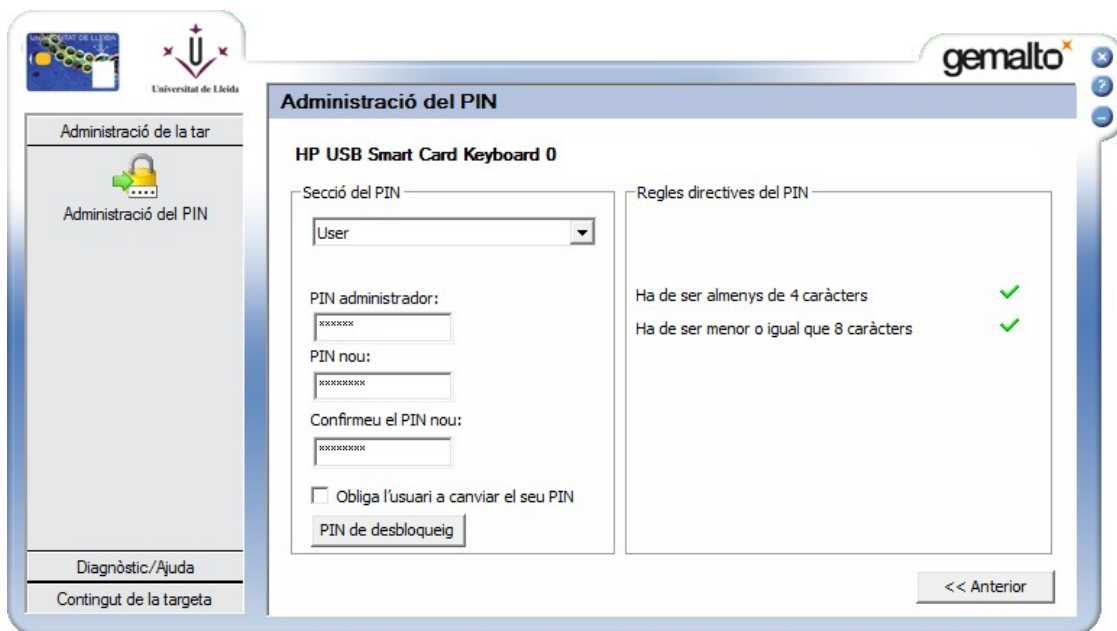 UNIVERSITAT DE LLEIDA
Universitat de Lleida
gemalto
Administració del PIN
Administració de la tar
Administració del PIN
HP USB Smart Card Keyboard 0
Secció del PIN
User
PIN administrador:
××××××
PIN nou:
××××××××
Confirmeu el PIN nou:
××××××××
Obliga l'usuari a canviar el seu PIN
PIN de desbloqueig
Regles directives del PIN
Ha de ser almenys de 4 caràcters
Ha de ser menor o igual que 8 caràcters
Diagnòstic/Ajuda
Contingut de la targeta
<< Anterior